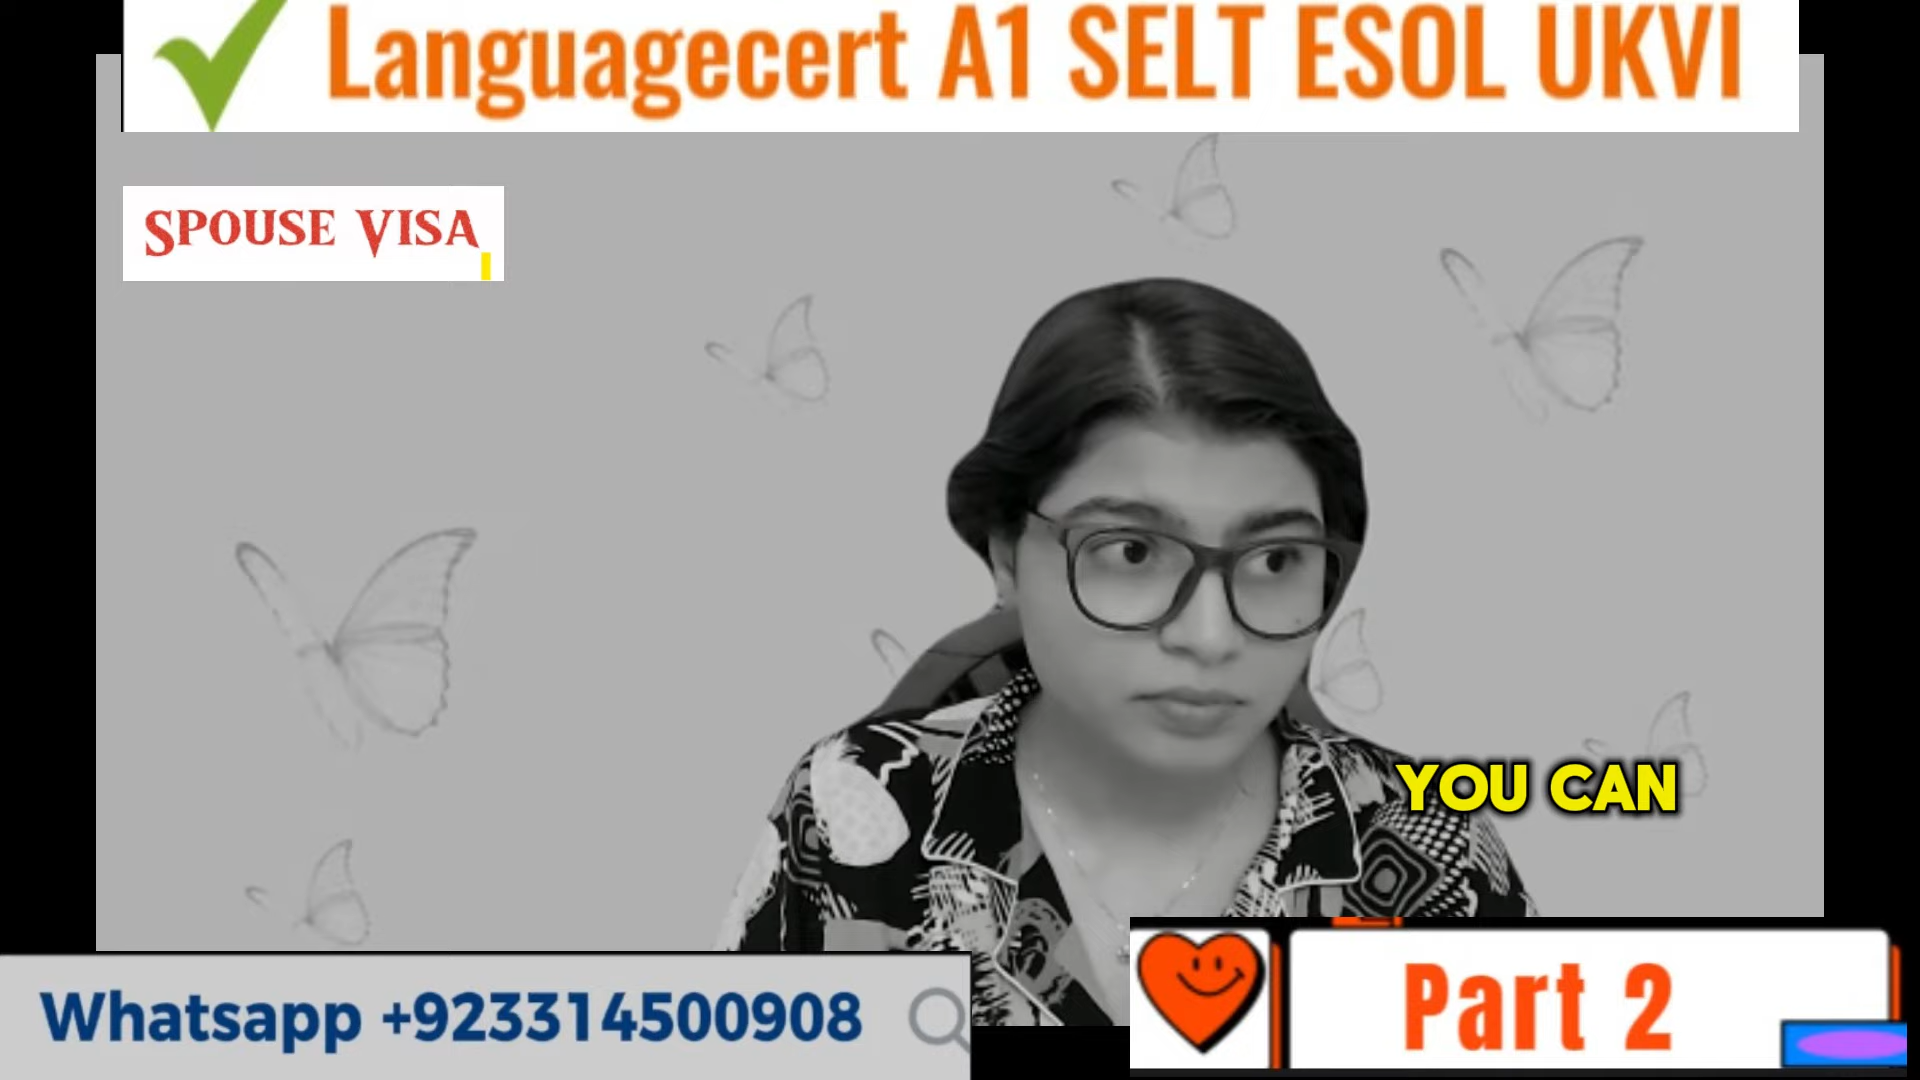 Languagecert A1 SELT ESOL UKVI
SPOUSE VISA
YOU CAN
Whatsapp +923314500908
Part 2